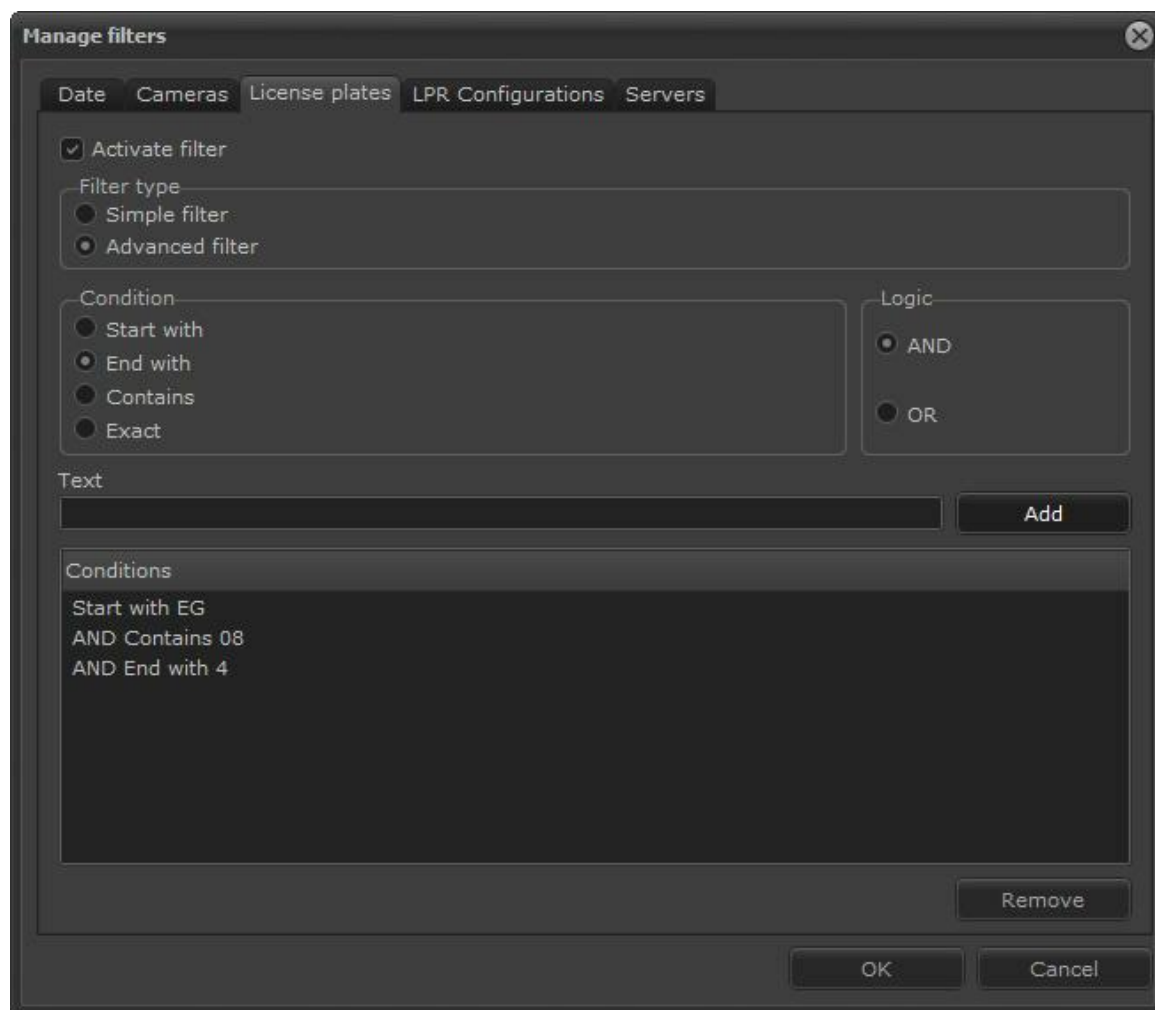 Manage filters
Date Cameras License plates LPR Configurations Servers
Activate filter
Filter type
Simple filter
Advanced filter
Condition
Start with
End with
Contains
Exact
Logic
AND
OR
Text
Add
Conditions
Start with EG
AND Contains 08
AND End with 4
Remove
OK Cancel